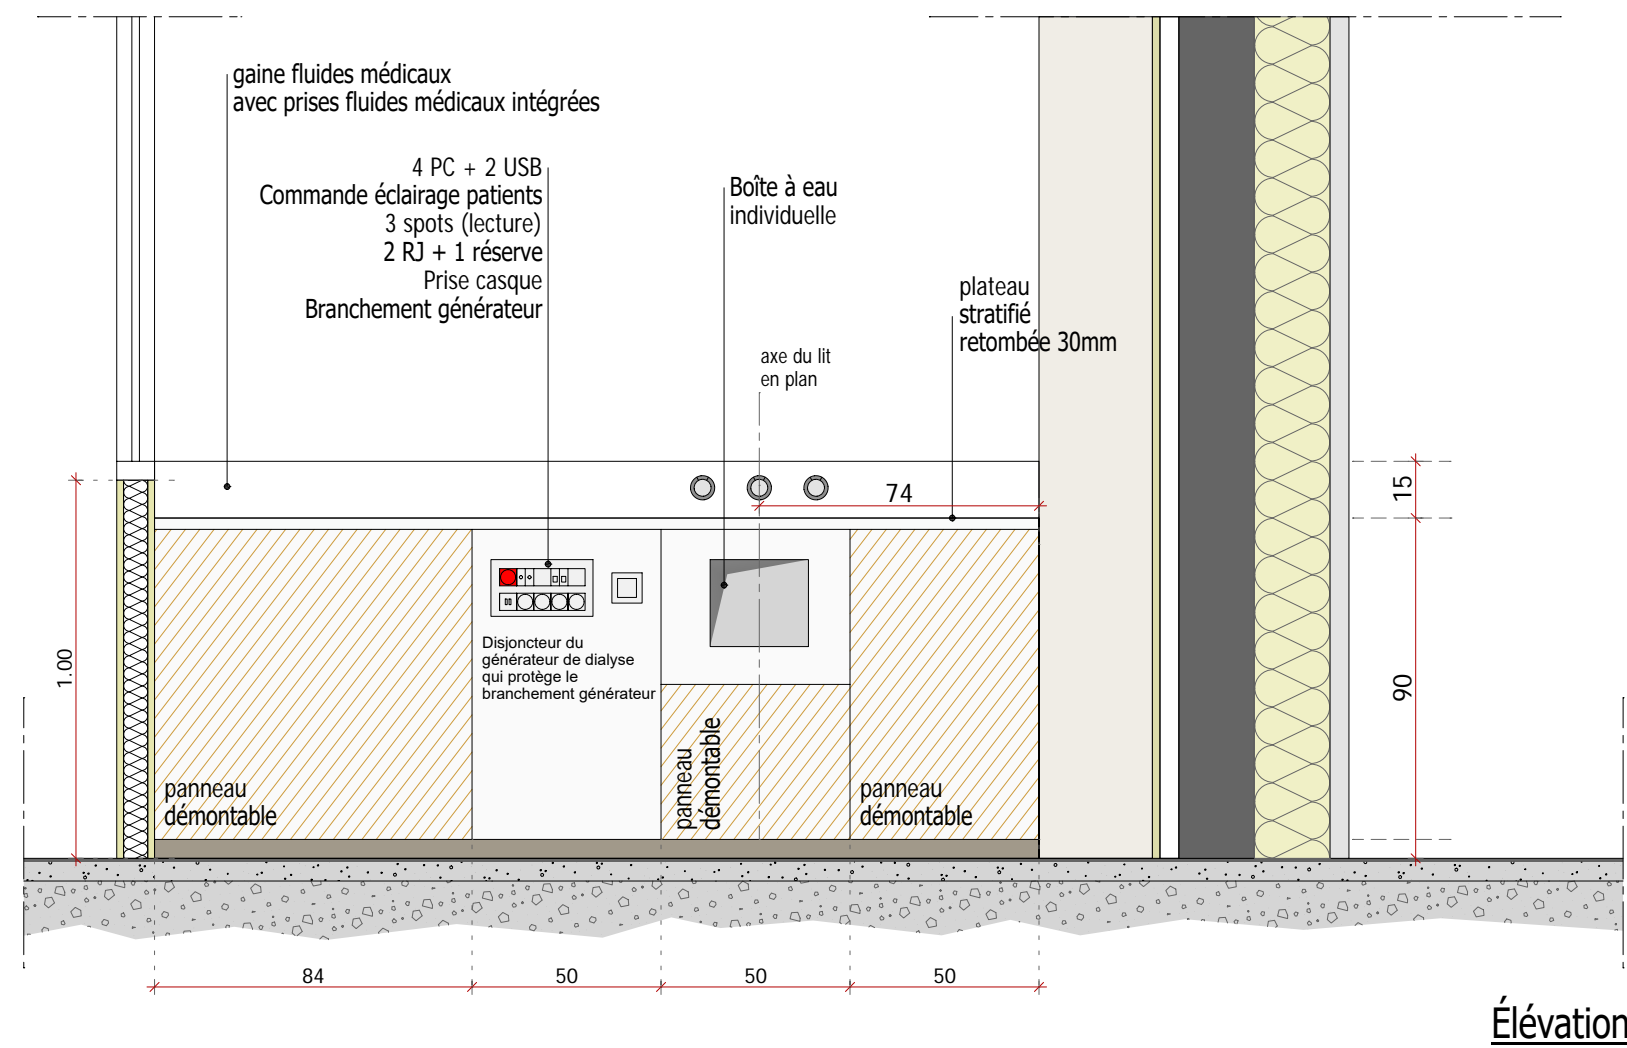 gaine fluides médicaux
avec prises fluides médicaux intégrées
4 PC + 2 USB
Commande éclairage patients
3 spots (lecture)
2 RJ + 1 réserve
Prise casque
Branchement générateur
Boîte à eau
individuelle
plateau
stratifié
retombée 30mm
axe du lit
en plan
74
15
90
1.00
Disjoncteur du
générateur de dialyse
qui protège le
branchement générateur
panneau
démontable
panneau
démontable
panneau
démontable
84
50
50
50
Élévation